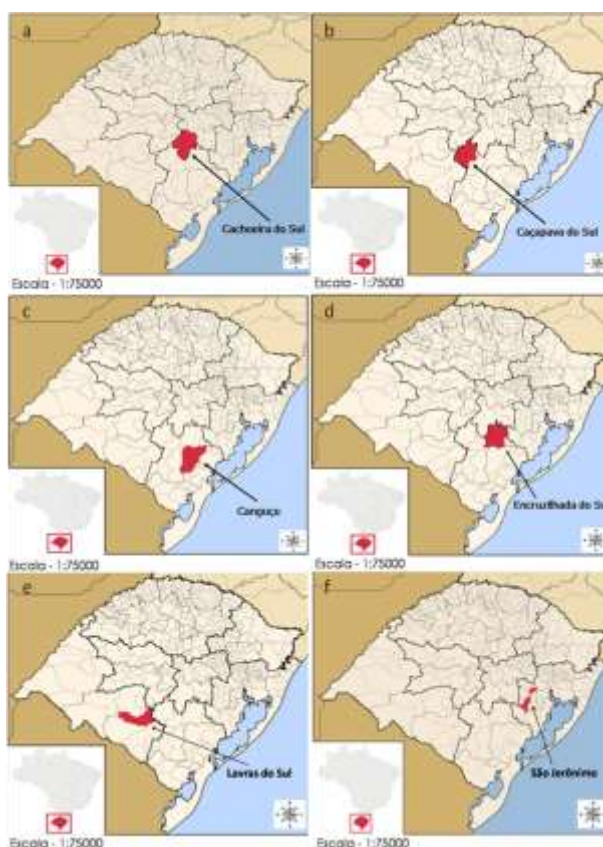 a
b
Cachoeira do Sul
Caçapava do Sul
Escala - 1:75000
Escala - 1:75000
c
d
Canguçu
Encruzilhada do Su
Escala - 1:75000
Escala - 1:75000
e
f
Lavras do Sul
São Jerônimo
Escala - 1:75000
Escala - 1:75000